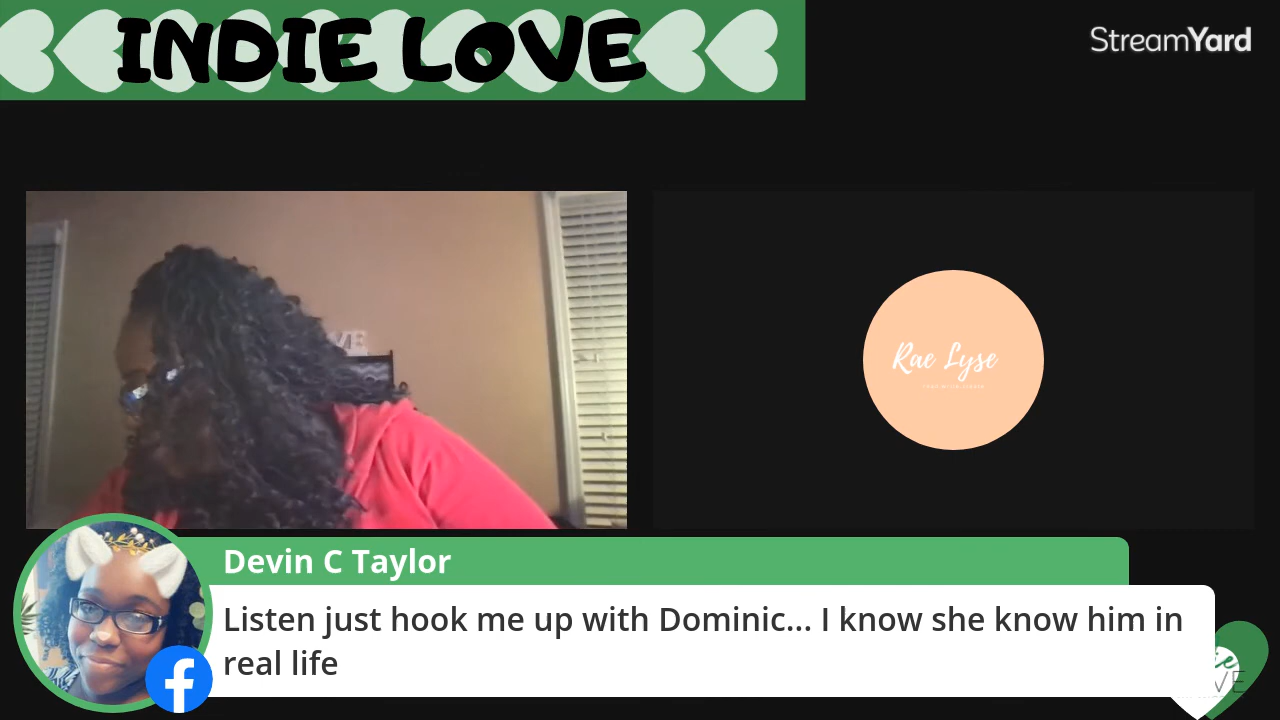 INDIE LOVE
StreamYard
Rae Lyse
Devin C Taylor
Listen just hook me up with Dominic... I know she know him in
real life